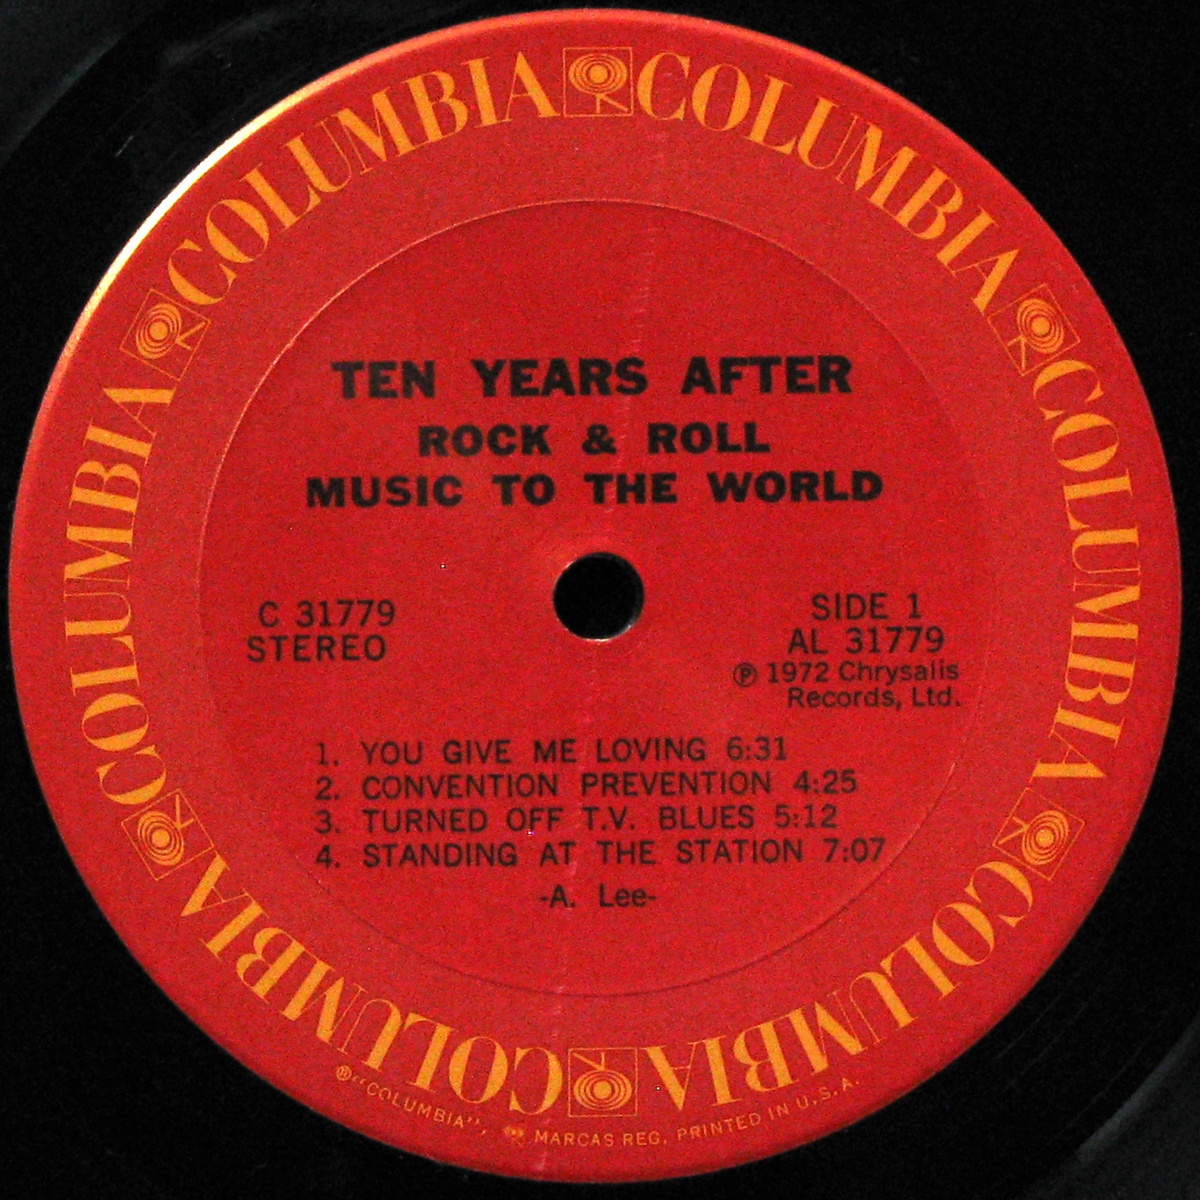 COLUMBIA COLUMBIA COLUMBIA COLUMBIA COLUMBIA COLUMBIA
TEN YEARS AFTER
ROCK & ROLL
MUSIC TO THE WORLD
C 31779
STEREO
SIDE 1
AL 31779
℗ 1972 Chrysalis
Records, Ltd.
1. YOU GIVE ME LOVING 6:31
2. CONVENTION PREVENTION 4:25
3. TURNED OFF T.V. BLUES 5:12
4. STANDING AT THE STATION 7:07
-A. Lee-
®"COLUMBIA", MARCAS REG. PRINTED IN U.S.A.